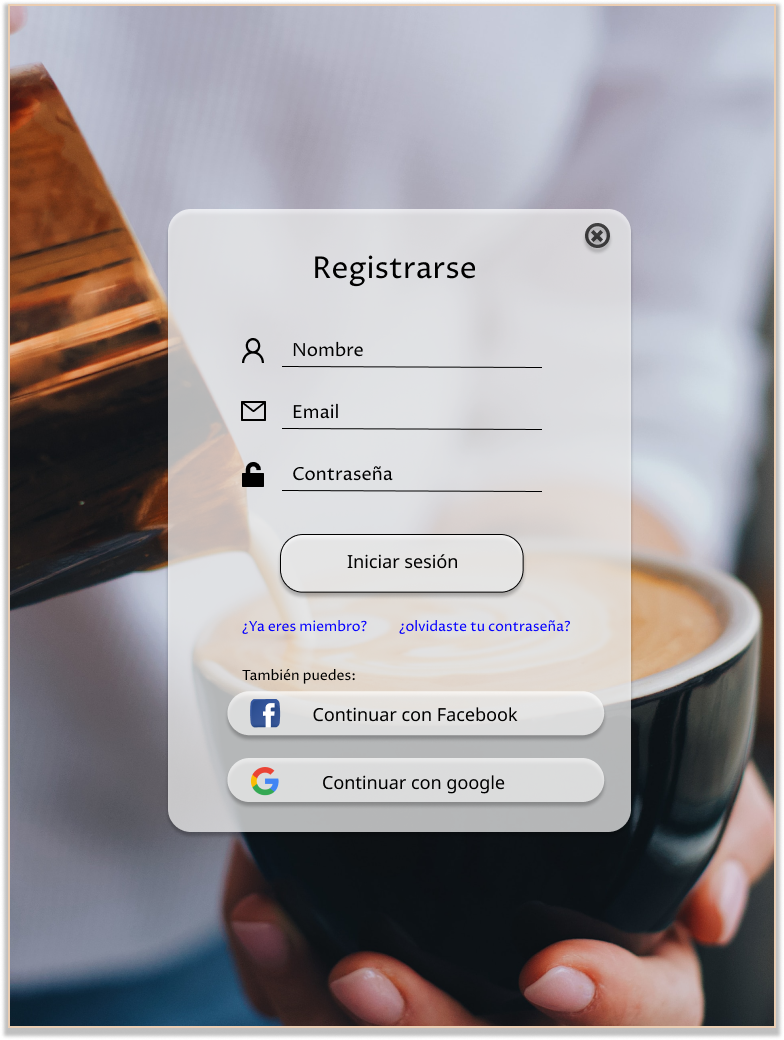 Registrarse
Nombre
Email
Contraseña
Iniciar sesión
¿Ya eres miembro? ¿olvidaste tu contraseña?
También puedes:
Continuar con Facebook
Continuar con google